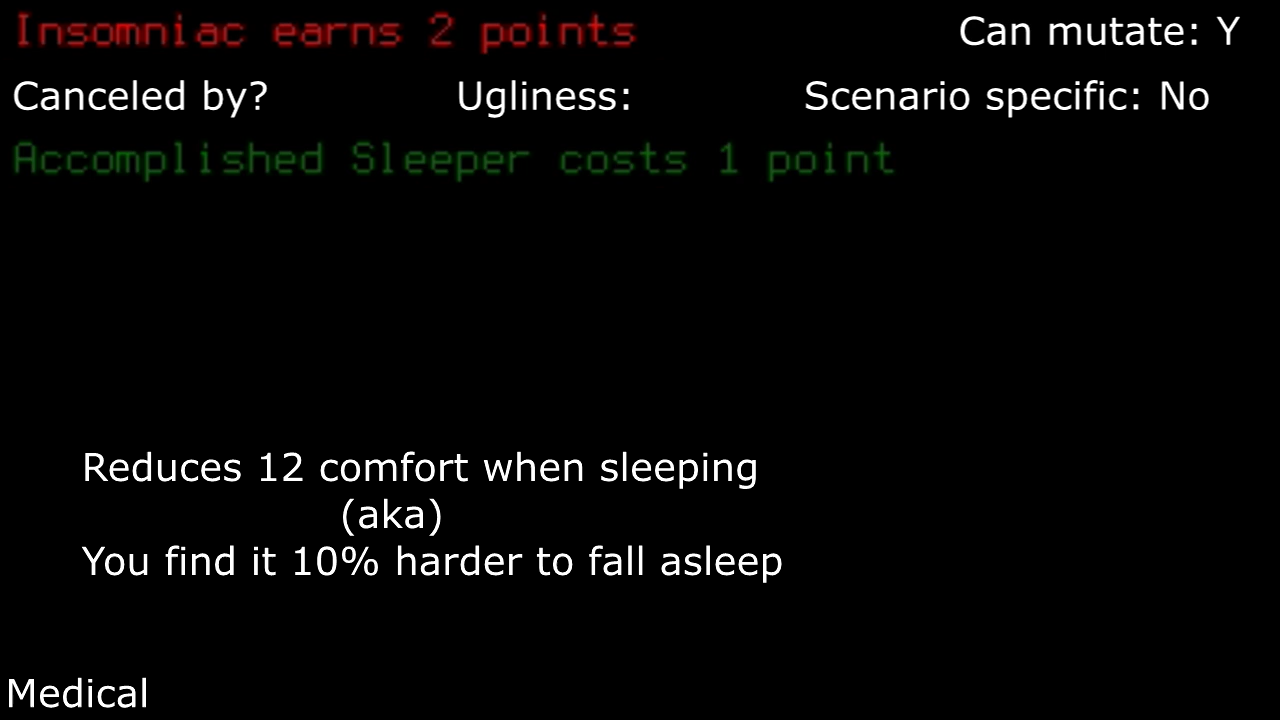 Insomniac earns 2 points
Can mutate: Y
Canceled by?
Ugliness:
Scenario specific: No
Accomplished Sleeper costs 1 point
Reduces 12 comfort when sleeping
(aka)
You find it 10% harder to fall asleep
Medical